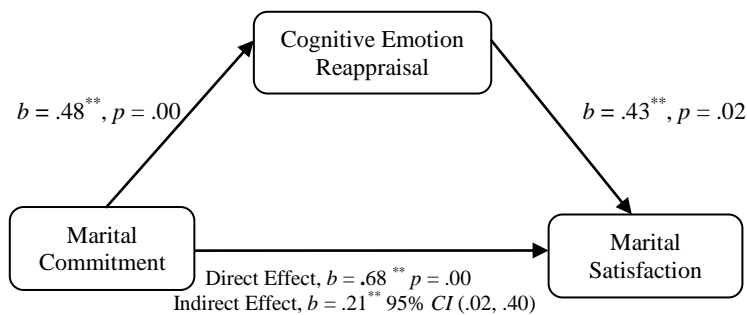 Cognitive Emotion
Reappraisal
b = .48**, p = .00
b = .43**, p = .02
Marital
Commitment
Marital
Satisfaction
Direct Effect, b = .68 ** p = .00
Indirect Effect, b = .21** 95% CI (.02, .40)